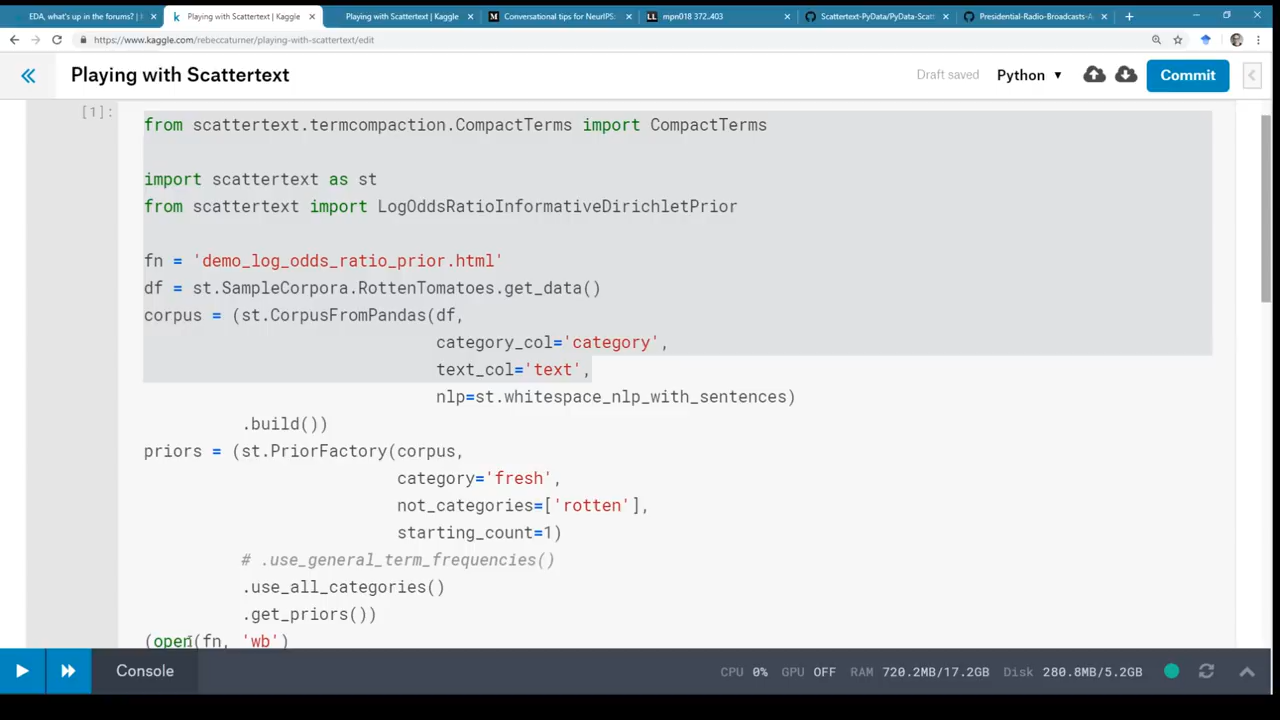 EDA, what's up in the forums? |
Playing with Scattertext | Kaggle
Playing with Scattertext | Kaggle
Conversational tips for NeurIPS:
mpn018 372..403
Scattertext-PyData/PyData-Scatt
Presidential-Radio-Broadcasts-A
https://www.kaggle.com/rebeccaturner/playing-with-scattertext/edit
Playing with Scattertext
Draft saved
Python
Commit
[1]:
from scattertext.termcompaction.CompactTerms import CompactTerms
import scattertext as st
from scattertext import LogOddsRatioInformativeDirichletPrior
fn = 'demo_log_odds_ratio_prior.html'
df = st.SampleCorpora.RottenTomatoes.get_data()
corpus = (st.CorpusFromPandas(df,
category_col='category',
text_col='text',
nlp=st.whitespace_nlp_with_sentences)
.build())
priors = (st.PriorFactory(corpus,
category='fresh',
not_categories=['rotten'],
starting_count=1)
# .use_general_term_frequencies()
.use_all_categories()
.get_priors())
(open(fn, 'wb')
Console
CPU 0% GPU OFF RAM 720.2MB/17.2GB Disk 280.8MB/5.2GB